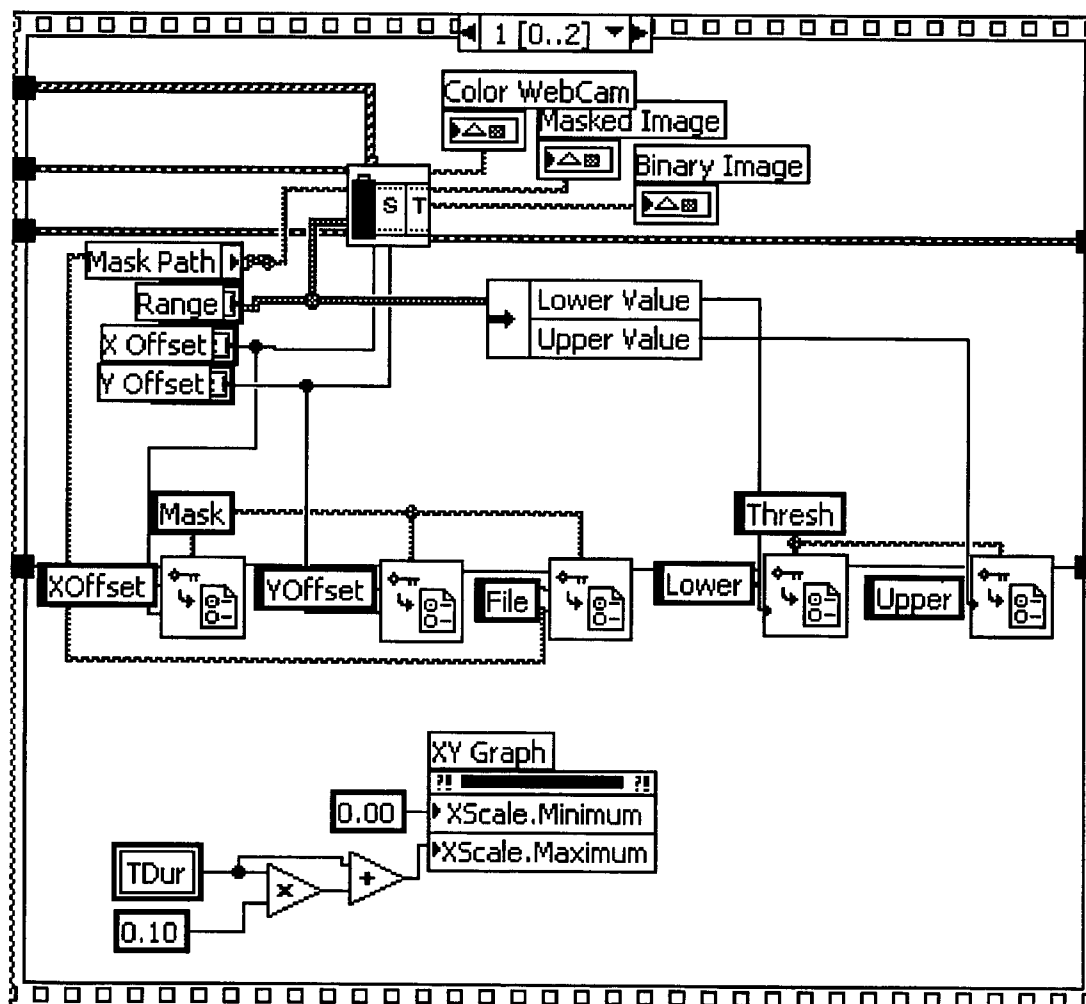 1 [0..2]
Color WebCam
Masked Image
Binary Image
S T
Mask Path
Range
X Offset
Y Offset
Lower Value
Upper Value
Mask
Thresh
XOffset
YOffset
File
Lower
Upper
XY Graph
?! ?!
0.00
XScale.Minimum
XScale.Maximum
TDur
x
+
0.10